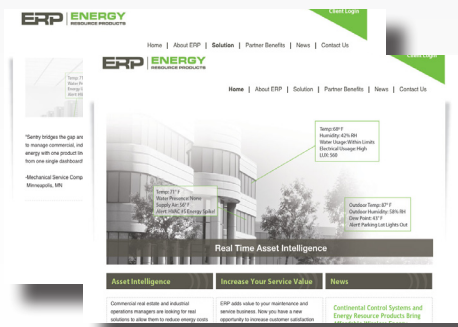 Client Login
ERP ENERGY
RESOURCE PRODUCTS
Home | About ERP | Solution | Partner Benefits | News | Contact Us
Client Login
ERP ENERGY
RESOURCE PRODUCTS
Home | About ERP | Solution | Partner Benefits | News | Contact Us
"Sentry bridges the gap
to manage commercial, ind
energy with one product
from one single dashboard
-Mechanical Service Comp
Minneapolis, MN
Temp: 69° F
Humidity: 42% RH
Water Usage: Within Limits
Electrical Usage: High
LUX: 560
Temp: 71° F
Water Presence: None
Supply Air: 56° F
Alert: HVAC #5 Energy Spike!
Outdoor Temp: 87° F
Outdoor Humidity: 58% RH
Dew Point: 43° F
Alert! Parking Lot Lights Out
Real Time Asset Intelligence
Asset Intelligence
Commercial real estate and industrial
operations managers are looking for real
solutions to allow them to reduce energy costs
Increase Your Service Value
ERP adds value to your maintenance and
service business. Now you have a new
opportunity to increase customer satisfaction
News
Continental Control Systems and
Energy Resource Products Bring